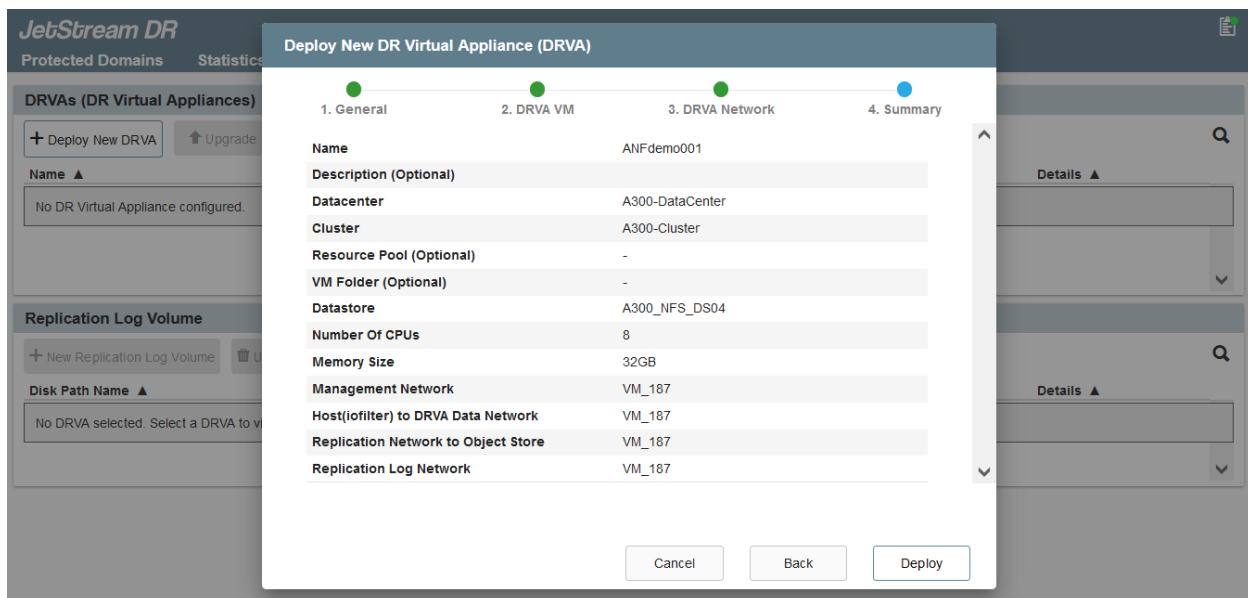 JetStream DR
Protected Domains Statistics
Deploy New DR Virtual Appliance (DRVA)
1. General 2. DRVA VM 3. DRVA Network 4. Summary
DRVAs (DR Virtual Appliances)
+ Deploy New DRVA Upgrade
Name ▲ Details ▲
No DR Virtual Appliance configured.
Name ANFdemo001
Description (Optional)
Datacenter A300-DataCenter
Cluster A300-Cluster
Resource Pool (Optional) -
VM Folder (Optional) -
Datastore A300_NFS_DS04
Number Of CPUs 8
Memory Size 32GB
Management Network VM_187
Host(iofilter) to DRVA Data Network VM_187
Replication Network to Object Store VM_187
Replication Log Network VM_187
Replication Log Volume
+ New Replication Log Volume U
Disk Path Name ▲ Details ▲
No DRVA selected. Select a DRVA to vi
Cancel Back Deploy